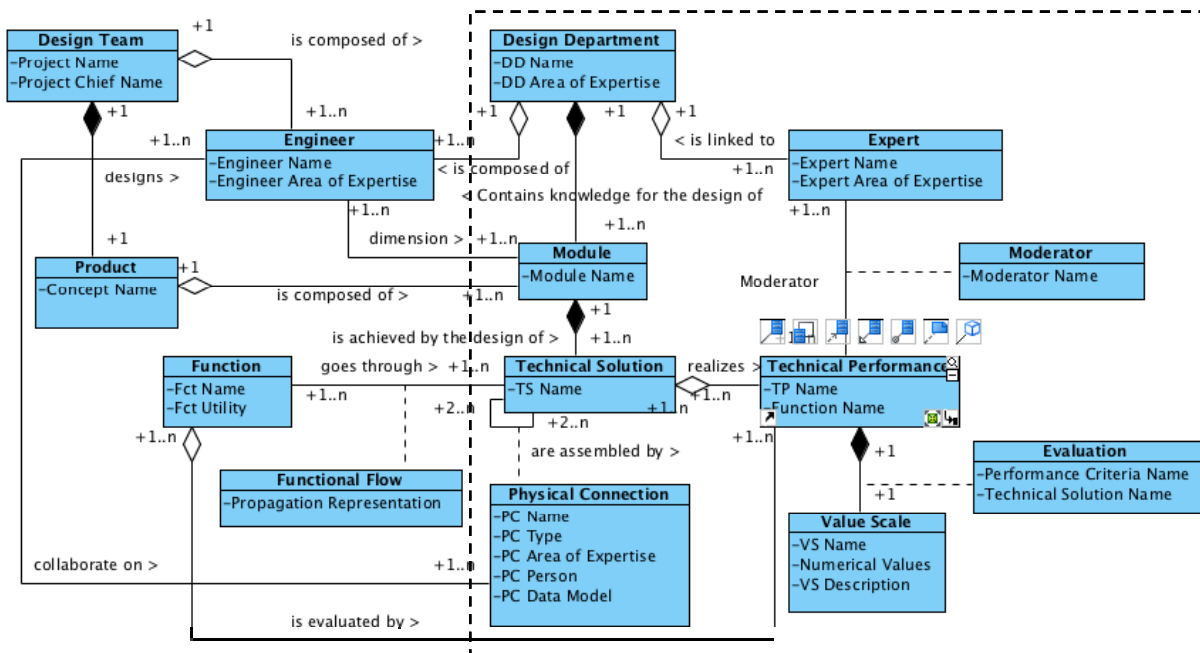 +1
is composed of >
Design Team
-Project Name
-Project Chief Name
Design Department
-DD Name
-DD Area of Expertise
+1
+1..n
+1
+1
+1
+1..n
Engineer
-Engineer Name
-Engineer Area of Expertise
+1..n
< is linked to
Expert
-Expert Name
-Expert Area of Expertise
designs >
< is composed of
+1..n
< Contains knowledge for the design of
+1..n
+1..n
+1..n
+1
dimension >
+1..n
Module
-Module Name
Moderator
-Moderator Name
Product
-Concept Name
+1
is composed of >
+1..n
Moderator
+1
is achieved by the design of >
+1..n
Function
-Fct Name
-Fct Utility
goes through >
+1..n
Technical Solution
-TS Name
realizes >
Technical Performance
-TP Name
-Function Name
+1..n
+1..n
+2..n
+1..n
+2..n
+1..n
+1..n
are assembled by >
+1
Evaluation
-Performance Criteria Name
-Technical Solution Name
Functional Flow
-Propagation Representation
Physical Connection
-PC Name
-PC Type
-PC Area of Expertise
-PC Person
-PC Data Model
+1
Value Scale
-VS Name
-Numerical Values
-VS Description
collaborate on >
+1..n
is evaluated by >